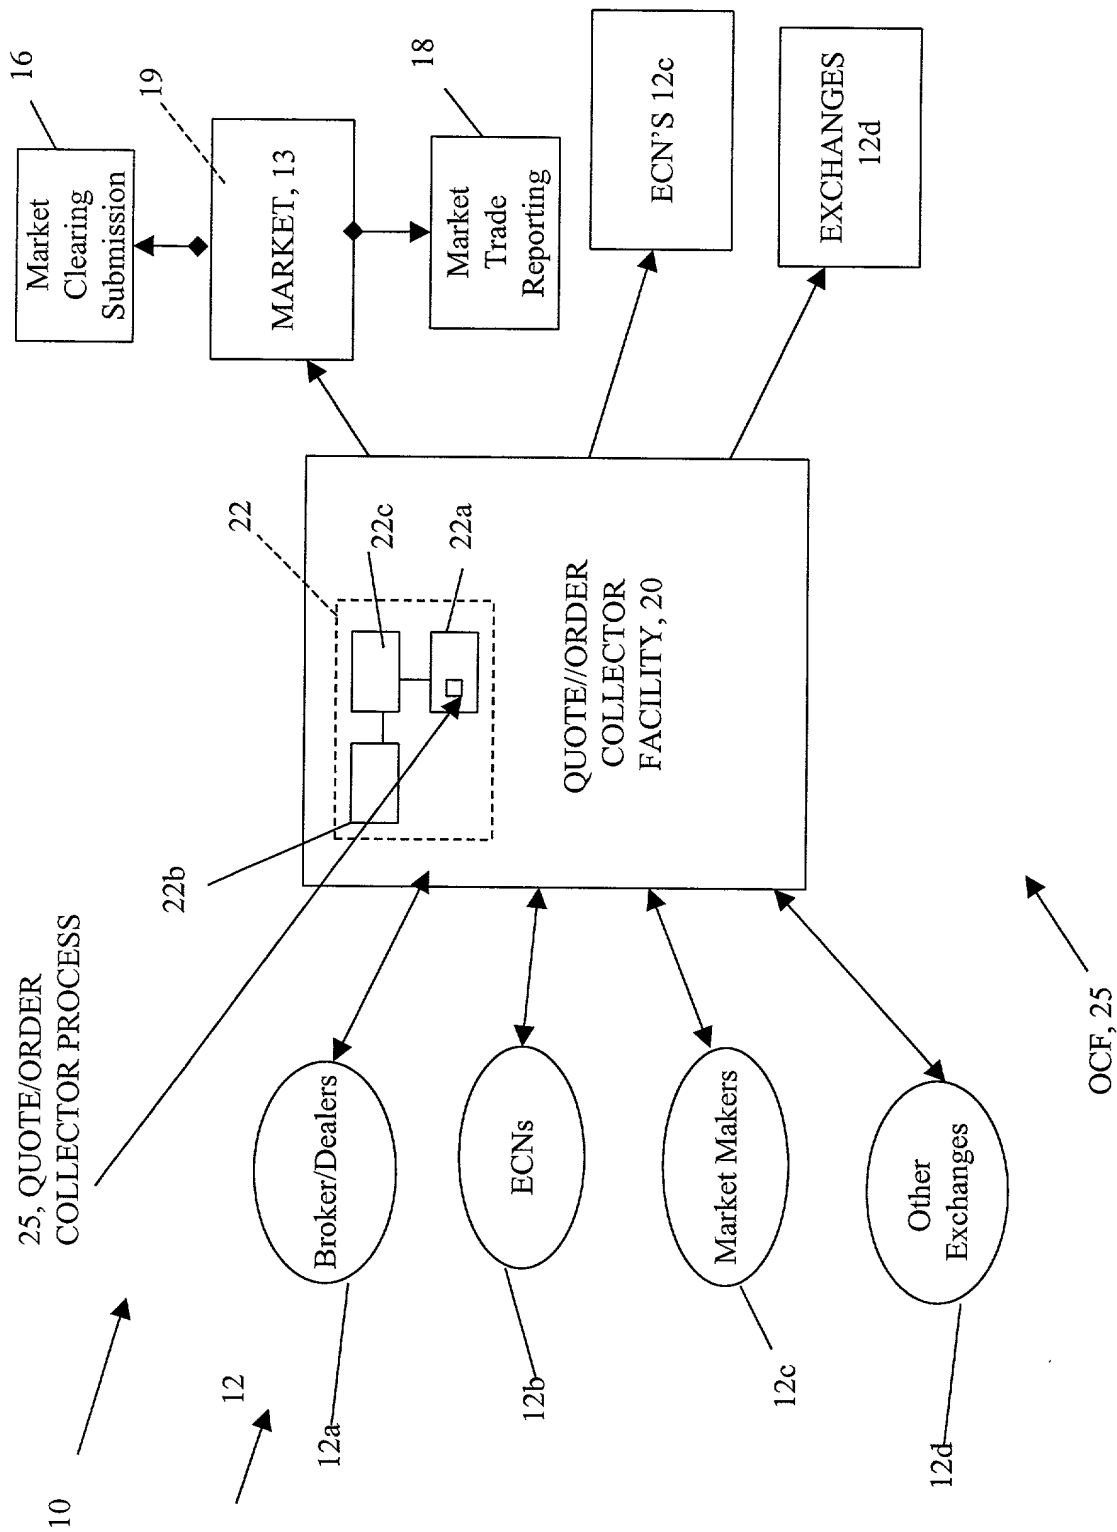 10
25, QUOTE/ORDER
COLLECTOR PROCESS
12
22b
22
22c
22a
16
Market
Clearing
Submission
19
MARKET, 13
18
Market
Trade
Reporting
ECN'S 12c
EXCHANGES
12d
QUOTE//ORDER
COLLECTOR
FACILITY, 20
Broker/Dealers
12a
ECNs
12b
Market Makers
12c
Other
Exchanges
12d
OCF, 25